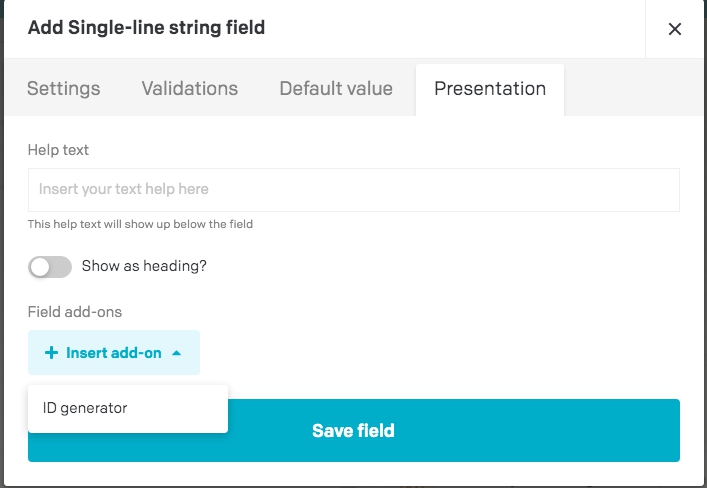 Add Single-line string field
Settings Validations Default value Presentation
Help text
Insert your text help here
This help text will show up below the field
Show as heading?
Field add-ons
+ Insert add-on
ID generator
Save field